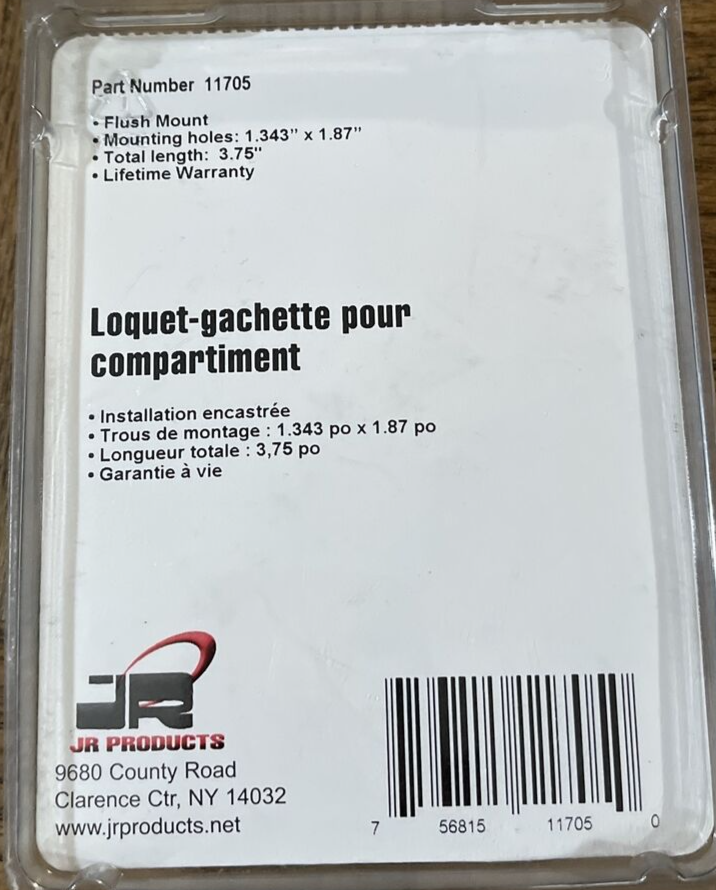 Part Number 11705
• Flush Mount
• Mounting holes: 1.343" x 1.87"
• Total length: 3.75"
• Lifetime Warranty
Loquet-gachette pour
compartiment
• Installation encastrée
• Trous de montage : 1.343 po x 1.87 po
• Longueur totale : 3,75 po
• Garantie à vie
JR
JR PRODUCTS
9680 County Road
Clarence Ctr, NY 14032
www.jrproducts.net
7 56815 11705 0